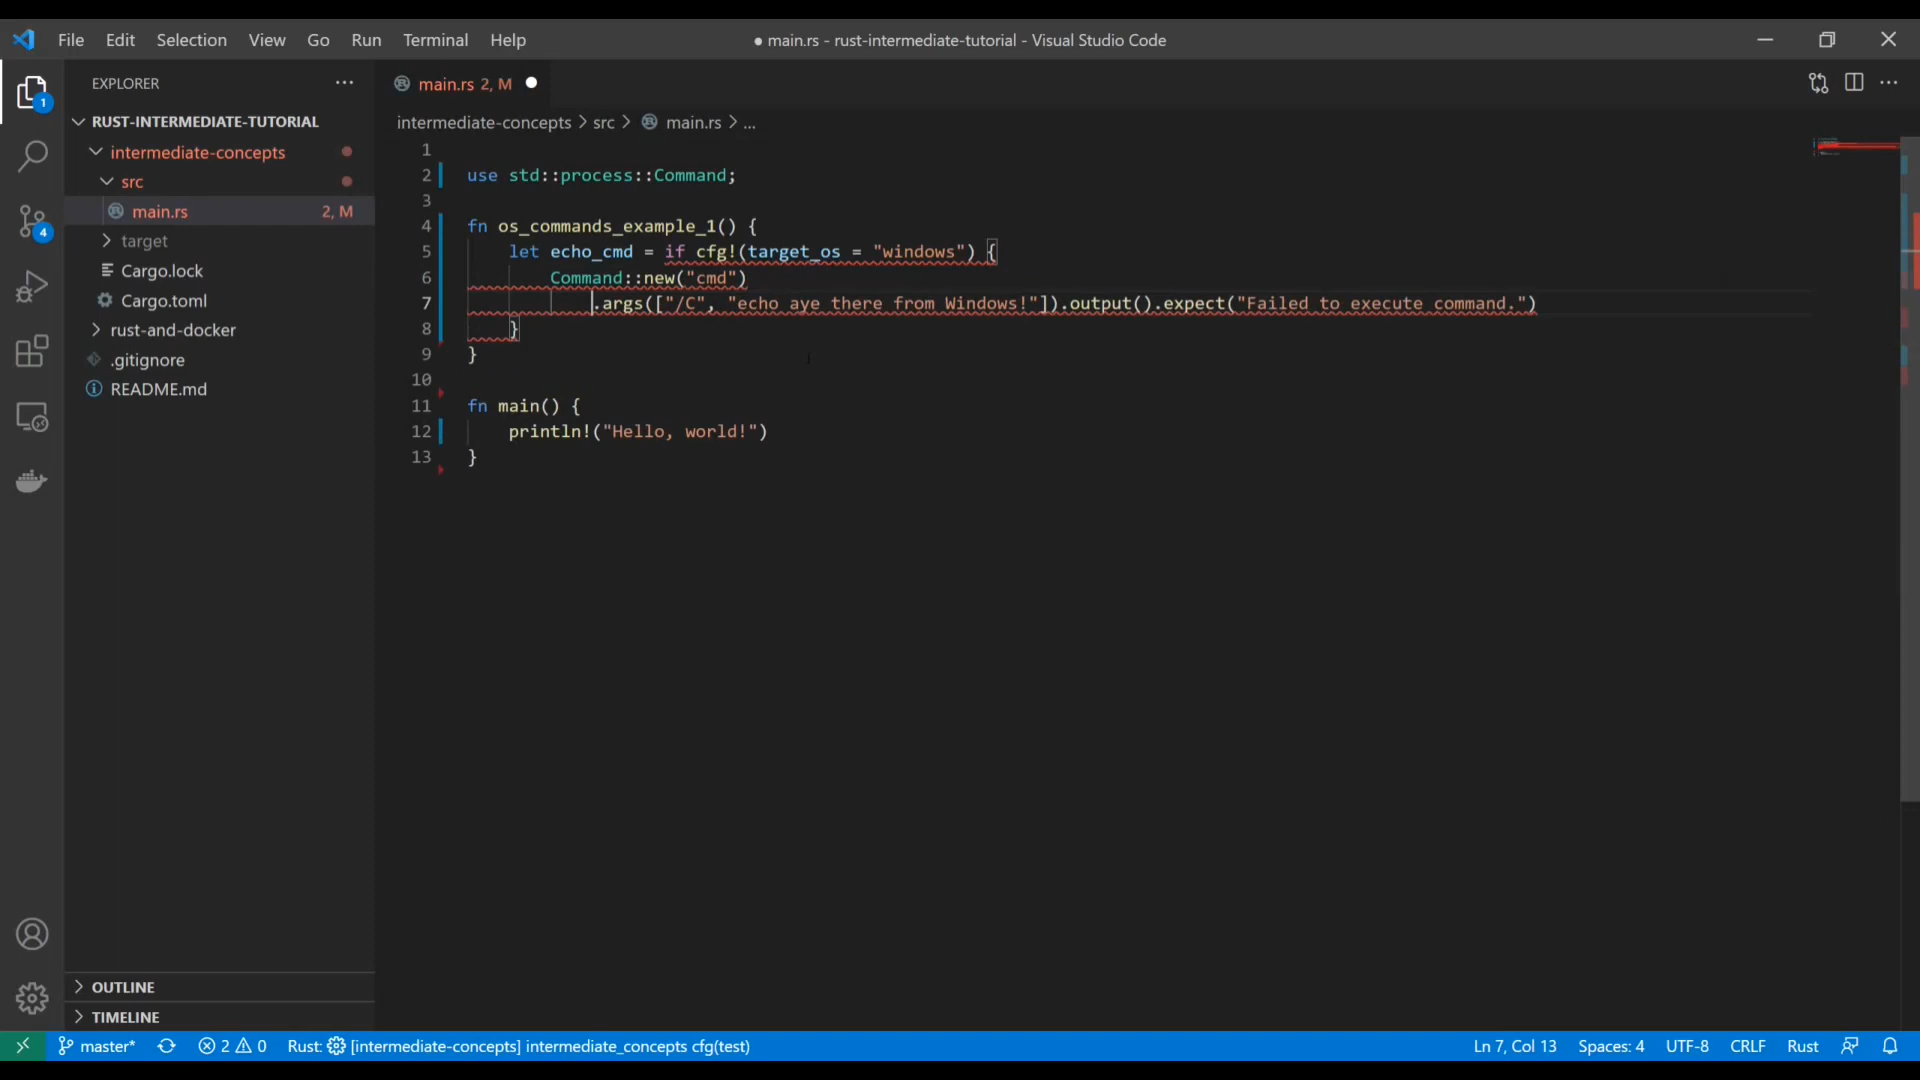 File Edit Selection View Go Run Terminal Help
● main.rs - rust-intermediate-tutorial - Visual Studio Code
EXPLORER
RUST-INTERMEDIATE-TUTORIAL
intermediate-concepts
src
main.rs 2, M
target
Cargo.lock
Cargo.toml
rust-and-docker
.gitignore
README.md
OUTLINE
TIMELINE
1
4
main.rs 2, M
intermediate-concepts > src > main.rs > ...
1
2 use std::process::Command;
3
4 fn os_commands_example_1() {
5 let echo_cmd = if cfg!(target_os = "windows") {
6 Command::new("cmd")
7 .args(["/C", "echo aye there from Windows!"]).output().expect("Failed to execute command.")
8 }
9 }
10
11 fn main() {
12 println!("Hello, world!")
13 }
master* 2 0 Rust: [intermediate-concepts] intermediate_concepts cfg(test)
Ln 7, Col 13 Spaces: 4 UTF-8 CRLF Rust